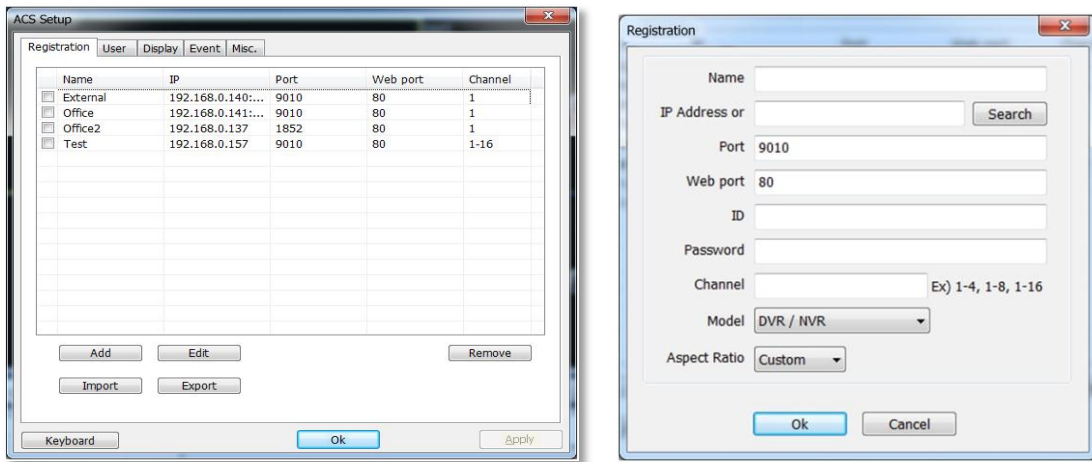 ACS Setup
Registration User Display Event Misc.
Name IP Port Web port Channel
External 192.168.0.140:... 9010 80 1
Office 192.168.0.141:... 9010 80 1
Office2 192.168.0.137 1852 80 1
Test 192.168.0.157 9010 80 1-16
Add Edit Remove
Import Export
Keyboard Ok Apply
Registration
Name
IP Address or Search
Port 9010
Web port 80
ID
Password
Channel Ex) 1-4, 1-8, 1-16
Model DVR / NVR
Aspect Ratio Custom
Ok Cancel